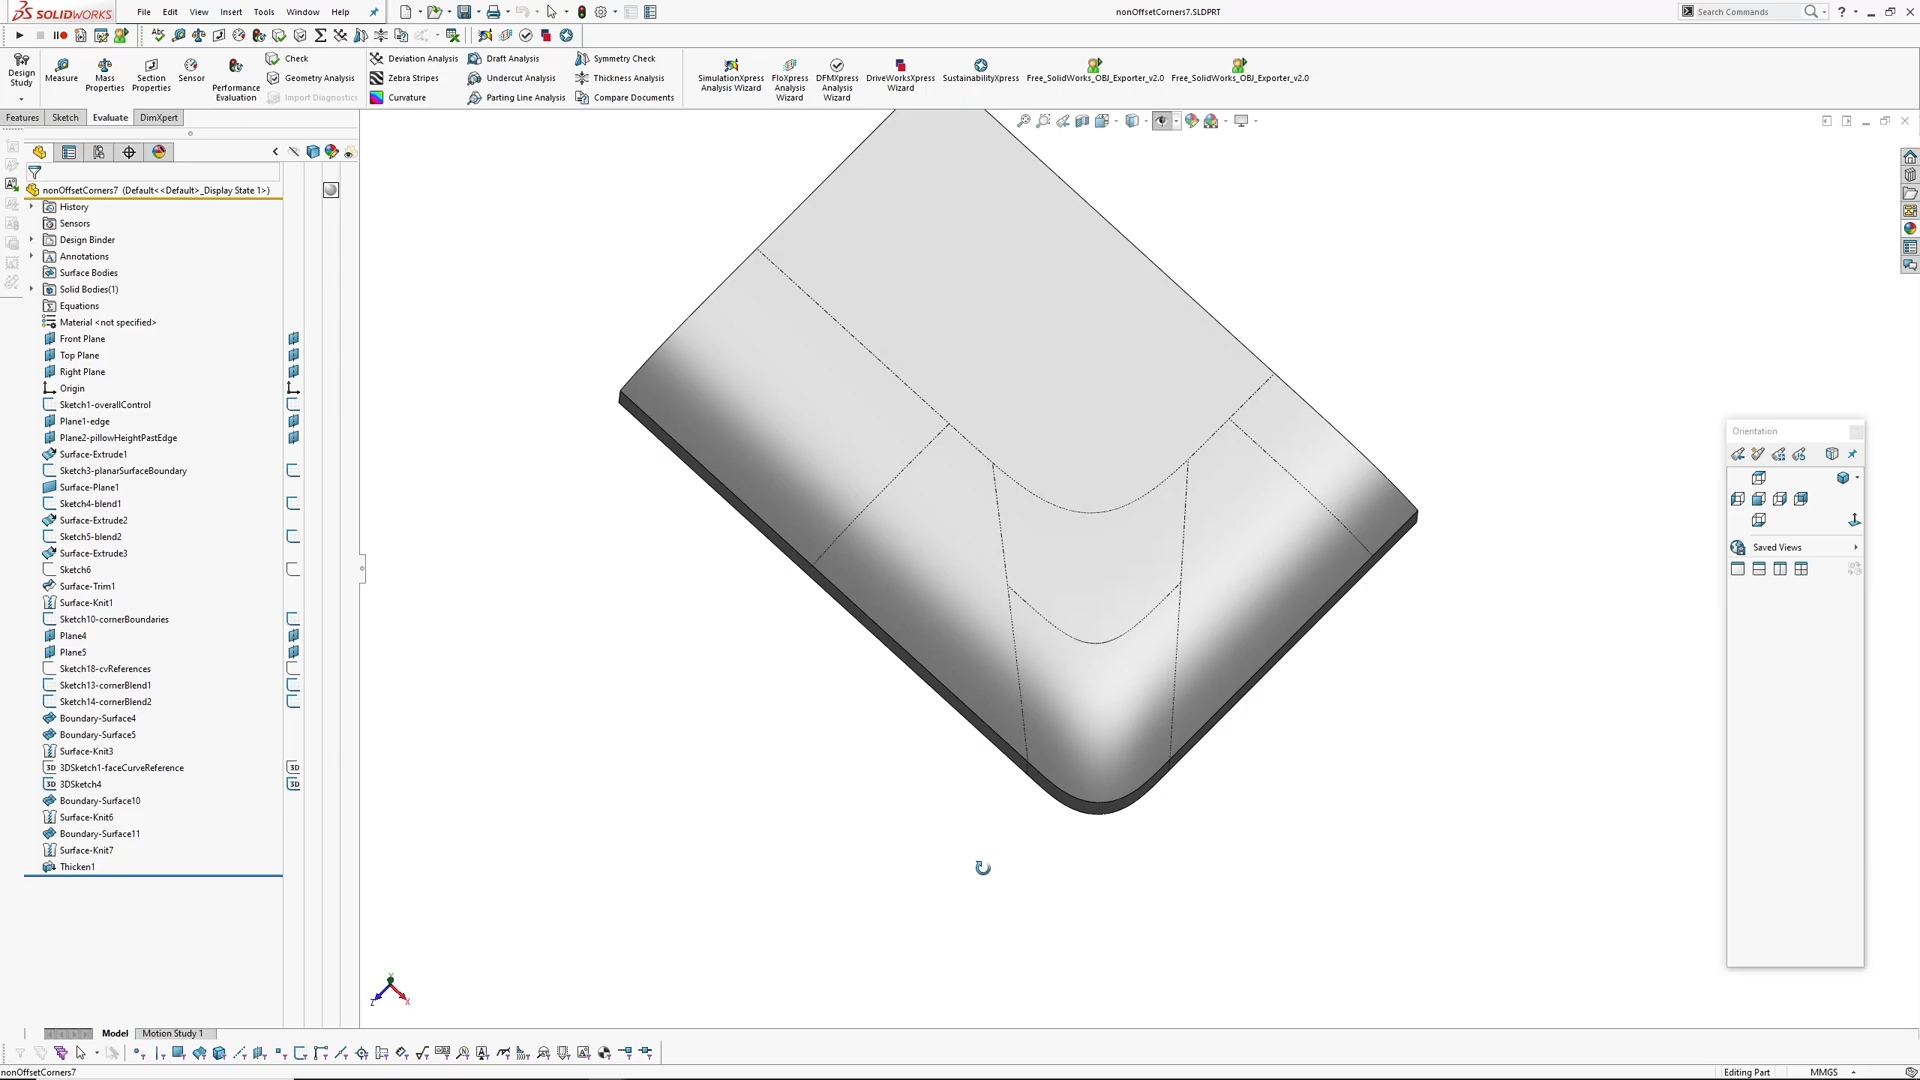 SOLIDWORKS
File Edit View Insert Tools Window Help
nonOffsetCorners7.SLDPRT
Search Commands
Design Study
Measure
Mass Properties
Section Properties
Sensor
Performance Evaluation
Check
Geometry Analysis
Import Diagnostics
Deviation Analysis
Zebra Stripes
Curvature
Draft Analysis
Undercut Analysis
Parting Line Analysis
Symmetry Check
Thickness Analysis
Compare Documents
SimulationXpress Analysis Wizard
FloXpress Analysis Wizard
DFMXpress Analysis Wizard
DriveWorksXpress Wizard
SustainabilityXpress
Free_SolidWorks_OBJ_Exporter_v2.0
Free_SolidWorks_OBJ_Exporter_v2.0
Features Sketch Evaluate DimXpert
nonOffsetCorners7 (Default<<Default>_Display State 1>)
History
Sensors
Design Binder
Annotations
Surface Bodies
Solid Bodies(1)
Equations
Material <not specified>
Front Plane
Top Plane
Right Plane
Origin
Sketch1-overallControl
Plane1-edge
Plane2-pillowHeightPastEdge
Surface-Extrude1
Sketch3-planarSurfaceBoundary
Surface-Plane1
Sketch4-blend1
Surface-Extrude2
Sketch5-blend2
Surface-Extrude3
Sketch6
Surface-Trim1
Surface-Knit1
Sketch10-cornerBoundaries
Plane4
Plane5
Sketch18-cvReferences
Sketch13-cornerBlend1
Sketch14-cornerBlend2
Boundary-Surface4
Boundary-Surface5
Surface-Knit3
3D 3DSketch1-faceCurveReference 3D
3D 3DSketch4 3D
Boundary-Surface10
Surface-Knit6
Boundary-Surface11
Surface-Knit7
Thicken1
Orientation
Saved Views
Model Motion Study 1
nonOffsetCorners7
Editing Part
MMGS